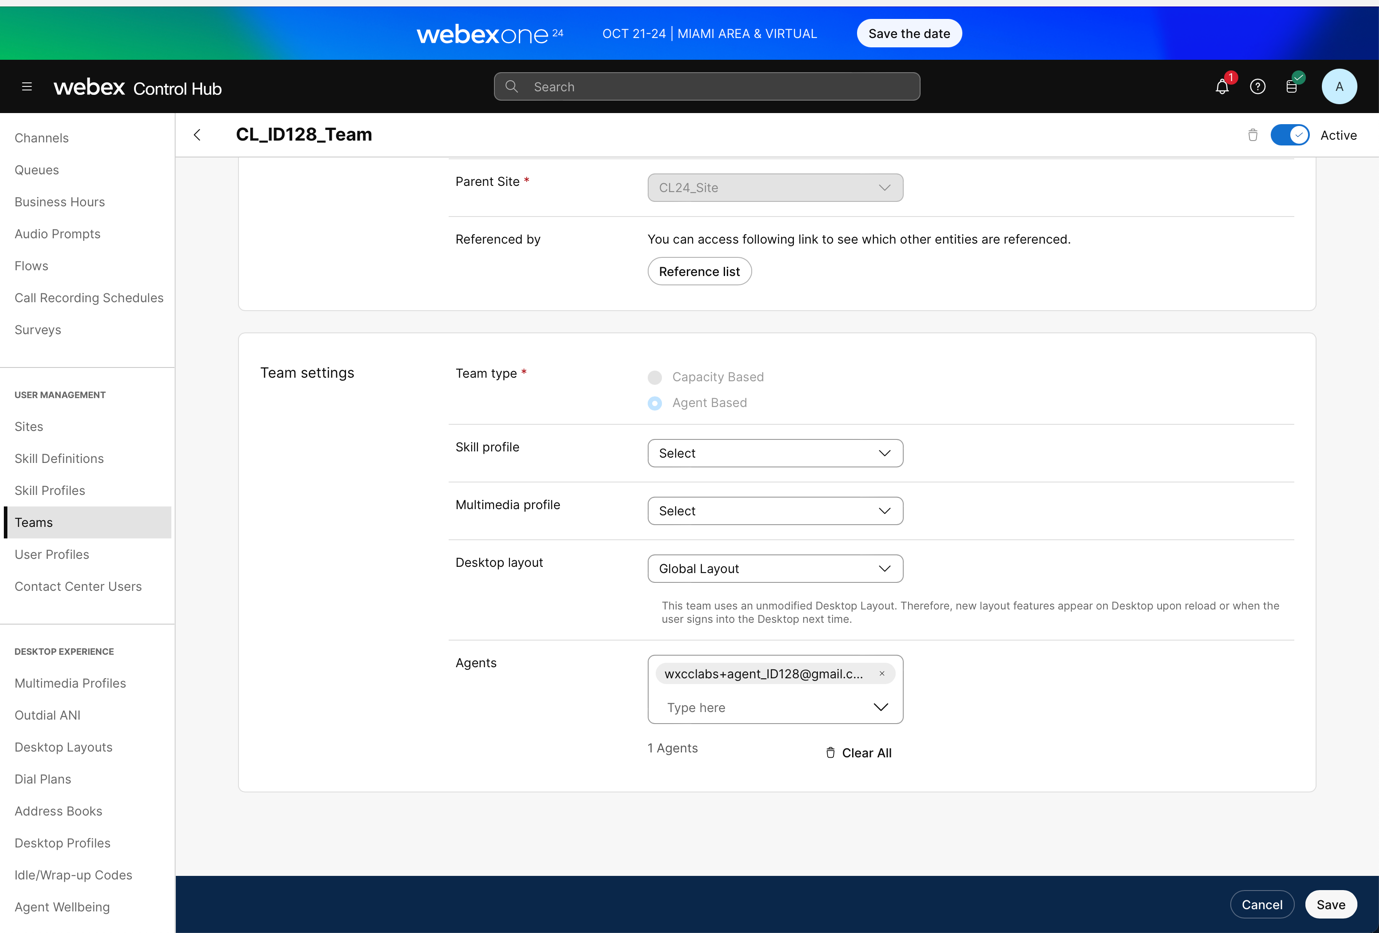 webexone 24
OCT 21-24 | MIAMI AREA & VIRTUAL
Save the date
webex Control Hub
Search
1
A
Channels
Queues
Business Hours
Audio Prompts
Flows
Call Recording Schedules
Surveys
USER MANAGEMENT
Sites
Skill Definitions
Skill Profiles
Teams
User Profiles
Contact Center Users
DESKTOP EXPERIENCE
Multimedia Profiles
Outdial ANI
Desktop Layouts
Dial Plans
Address Books
Desktop Profiles
Idle/Wrap-up Codes
Agent Wellbeing
CL_ID128_Team
Active
Parent Site *
CL24_Site
Referenced by
You can access following link to see which other entities are referenced.
Reference list
Team settings
Team type *
Capacity Based
Agent Based
Skill profile
Select
Multimedia profile
Select
Desktop layout
Global Layout
This team uses an unmodified Desktop Layout. Therefore, new layout features appear on Desktop upon reload or when the
user signs into the Desktop next time.
Agents
wxcclabs+agent_ID128@gmail.c... ×
Type here
1 Agents
Clear All
Cancel
Save